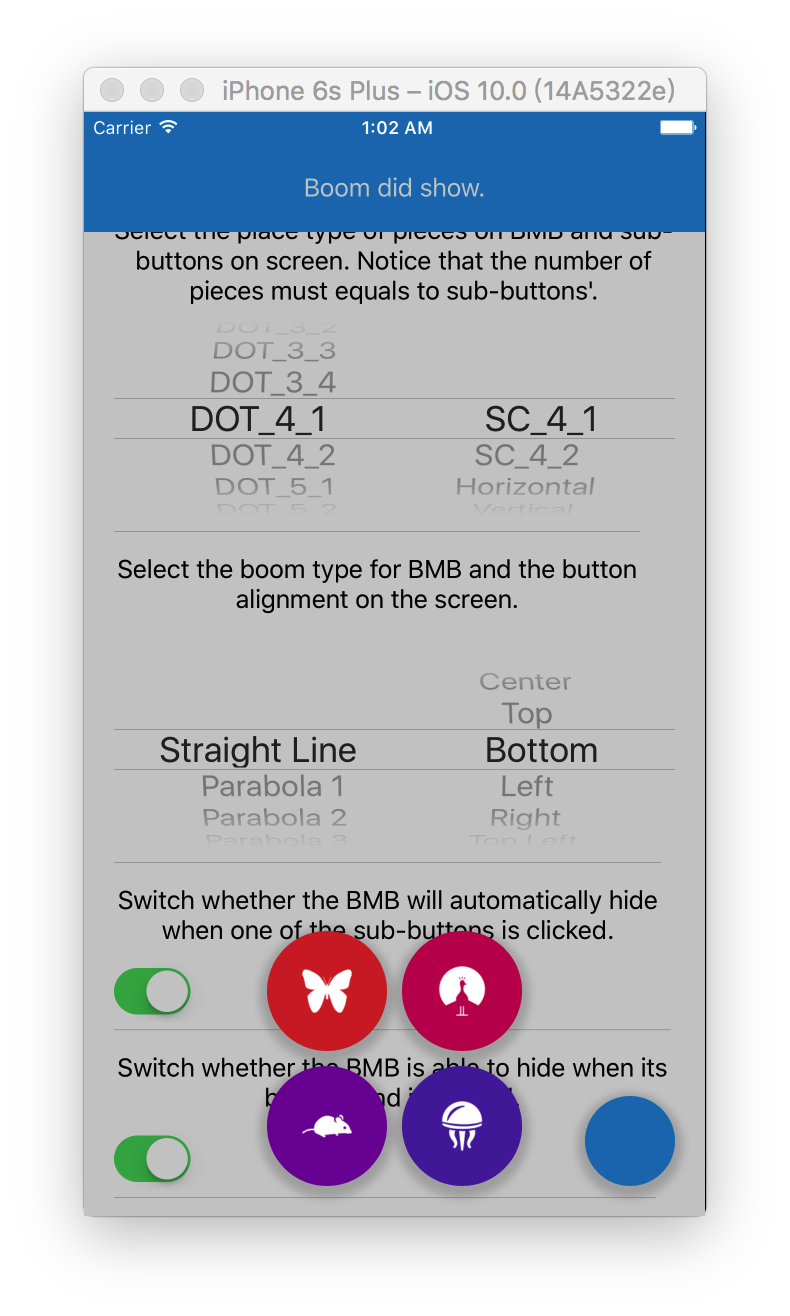 iPhone 6s Plus – iOS 10.0 (14A5322e)
Carrier 1:02 AM
Boom did show.
Select the place type of pieces on BMB and sub-
buttons on screen. Notice that the number of
pieces must equals to sub-buttons'.
DOT_3_2
DOT_3_3
DOT_3_4
DOT_4_1 SC_4_1
DOT_4_2 SC_4_2
DOT_5_1 Horizontal
DOT_5_2 Vertical
Select the boom type for BMB and the button
alignment on the screen.
Center
Top
Straight Line Bottom
Parabola 1 Left
Parabola 2 Right
Parabola 3 Top Left
Switch whether the BMB will automatically hide
when one of the sub-buttons is clicked.
Switch whether the BMB is able to hide when its